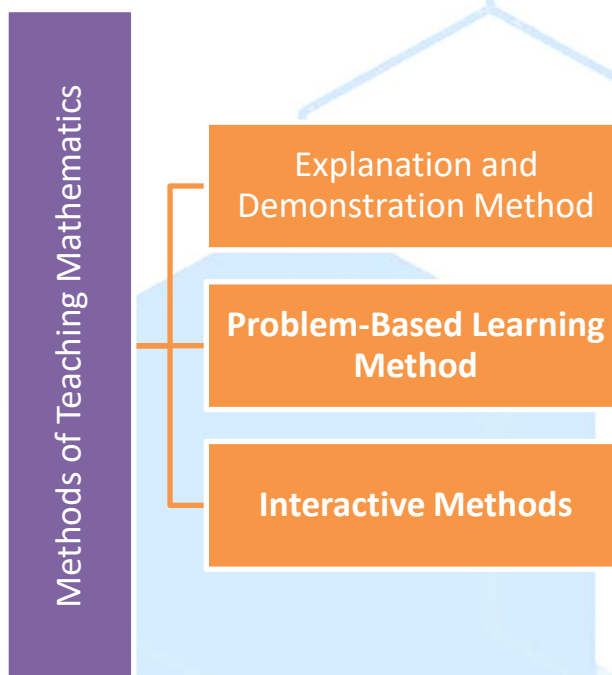 Methods of Teaching Mathematics
Explanation and
Demonstration Method
Problem-Based Learning
Method
Interactive Methods